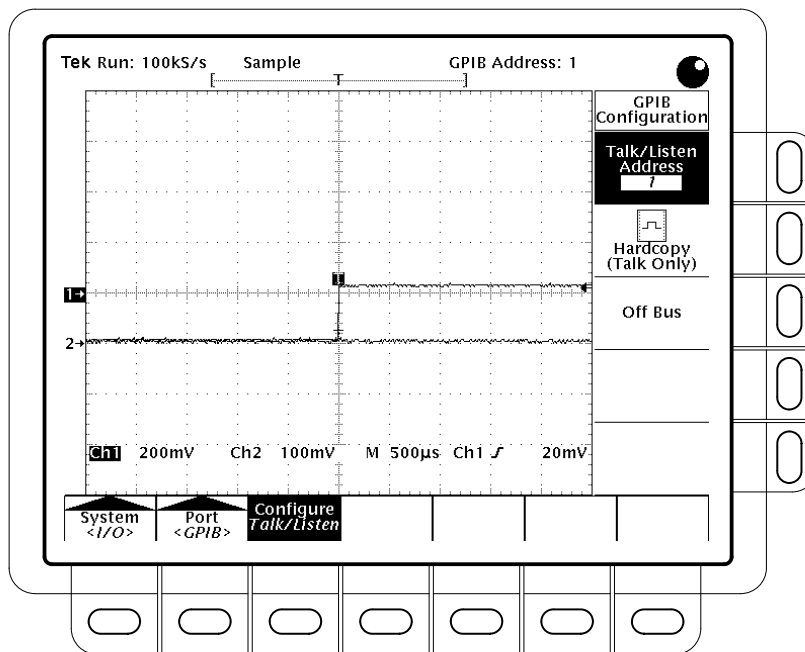 Tek Run: 100kS/s Sample GPIB Address: 1
[ T ]
GPIB
Configuration
Talk/Listen
Address
1
Hardcopy
(Talk Only)
Off Bus
T
1→
2→
Ch1 200mV Ch2 100mV M 500µs Ch1 20mV
System
<I/O>
Port
<GPIB>
Configure
Talk/Listen